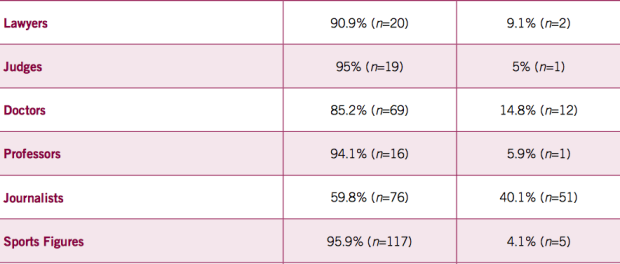 Lawyers 90.9% (n=20) 9.1% (n=2)
Judges 95% (n=19) 5% (n=1)
Doctors 85.2% (n=69) 14.8% (n=12)
Professors 94.1% (n=16) 5.9% (n=1)
Journalists 59.8% (n=76) 40.1% (n=51)
Sports Figures 95.9% (n=117) 4.1% (n=5)